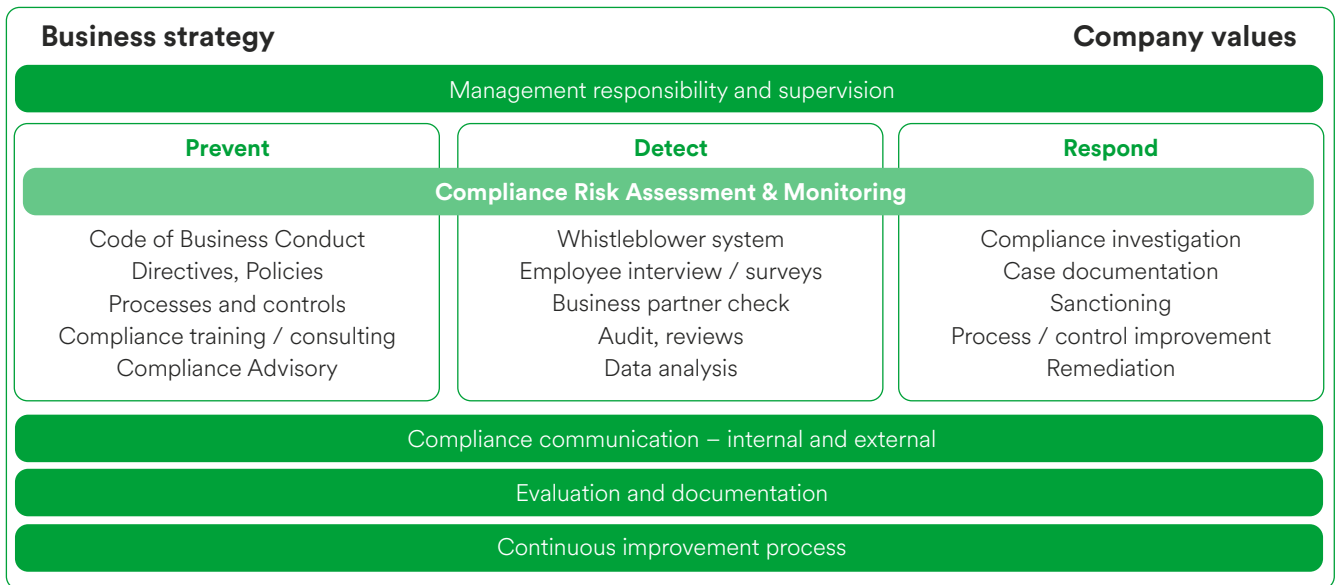 Business strategy
Company values
Management responsibility and supervision
Prevent
Detect
Respond
Compliance Risk Assessment & Monitoring
Code of Business Conduct
Directives, Policies
Processes and controls
Compliance training / consulting
Compliance Advisory
Whistleblower system
Employee interview / surveys
Business partner check
Audit, reviews
Data analysis
Compliance investigation
Case documentation
Sanctioning
Process / control improvement
Remediation
Compliance communication – internal and external
Evaluation and documentation
Continuous improvement process